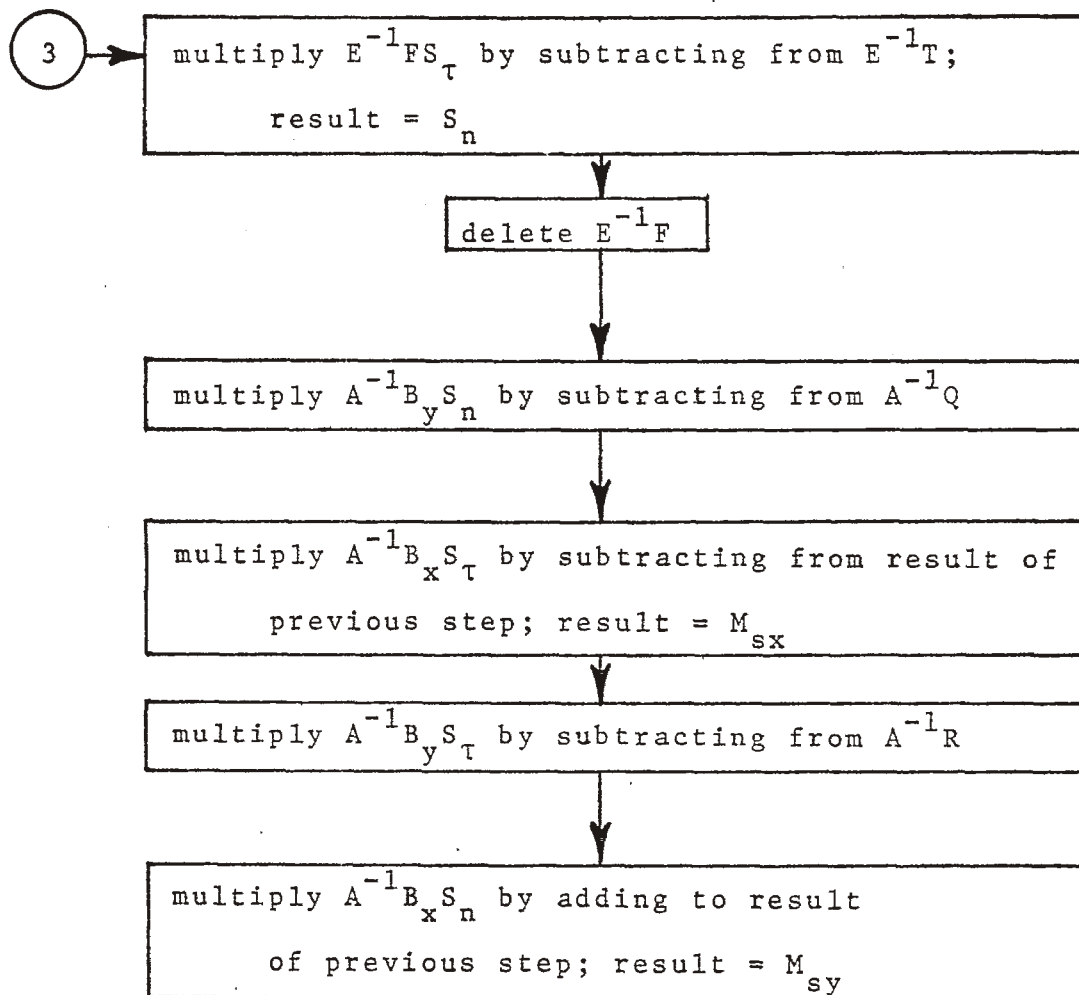 3
multiply E⁻¹FS_τ by subtracting from E⁻¹T;
result = S_n
delete E⁻¹F
multiply A⁻¹B_yS_n by subtracting from A⁻¹Q
multiply A⁻¹B_xS_τ by subtracting from result of
previous step; result = M_sx
multiply A⁻¹B_yS_τ by subtracting from A⁻¹R
multiply A⁻¹B_xS_n by adding to result
of previous step; result = M_sy